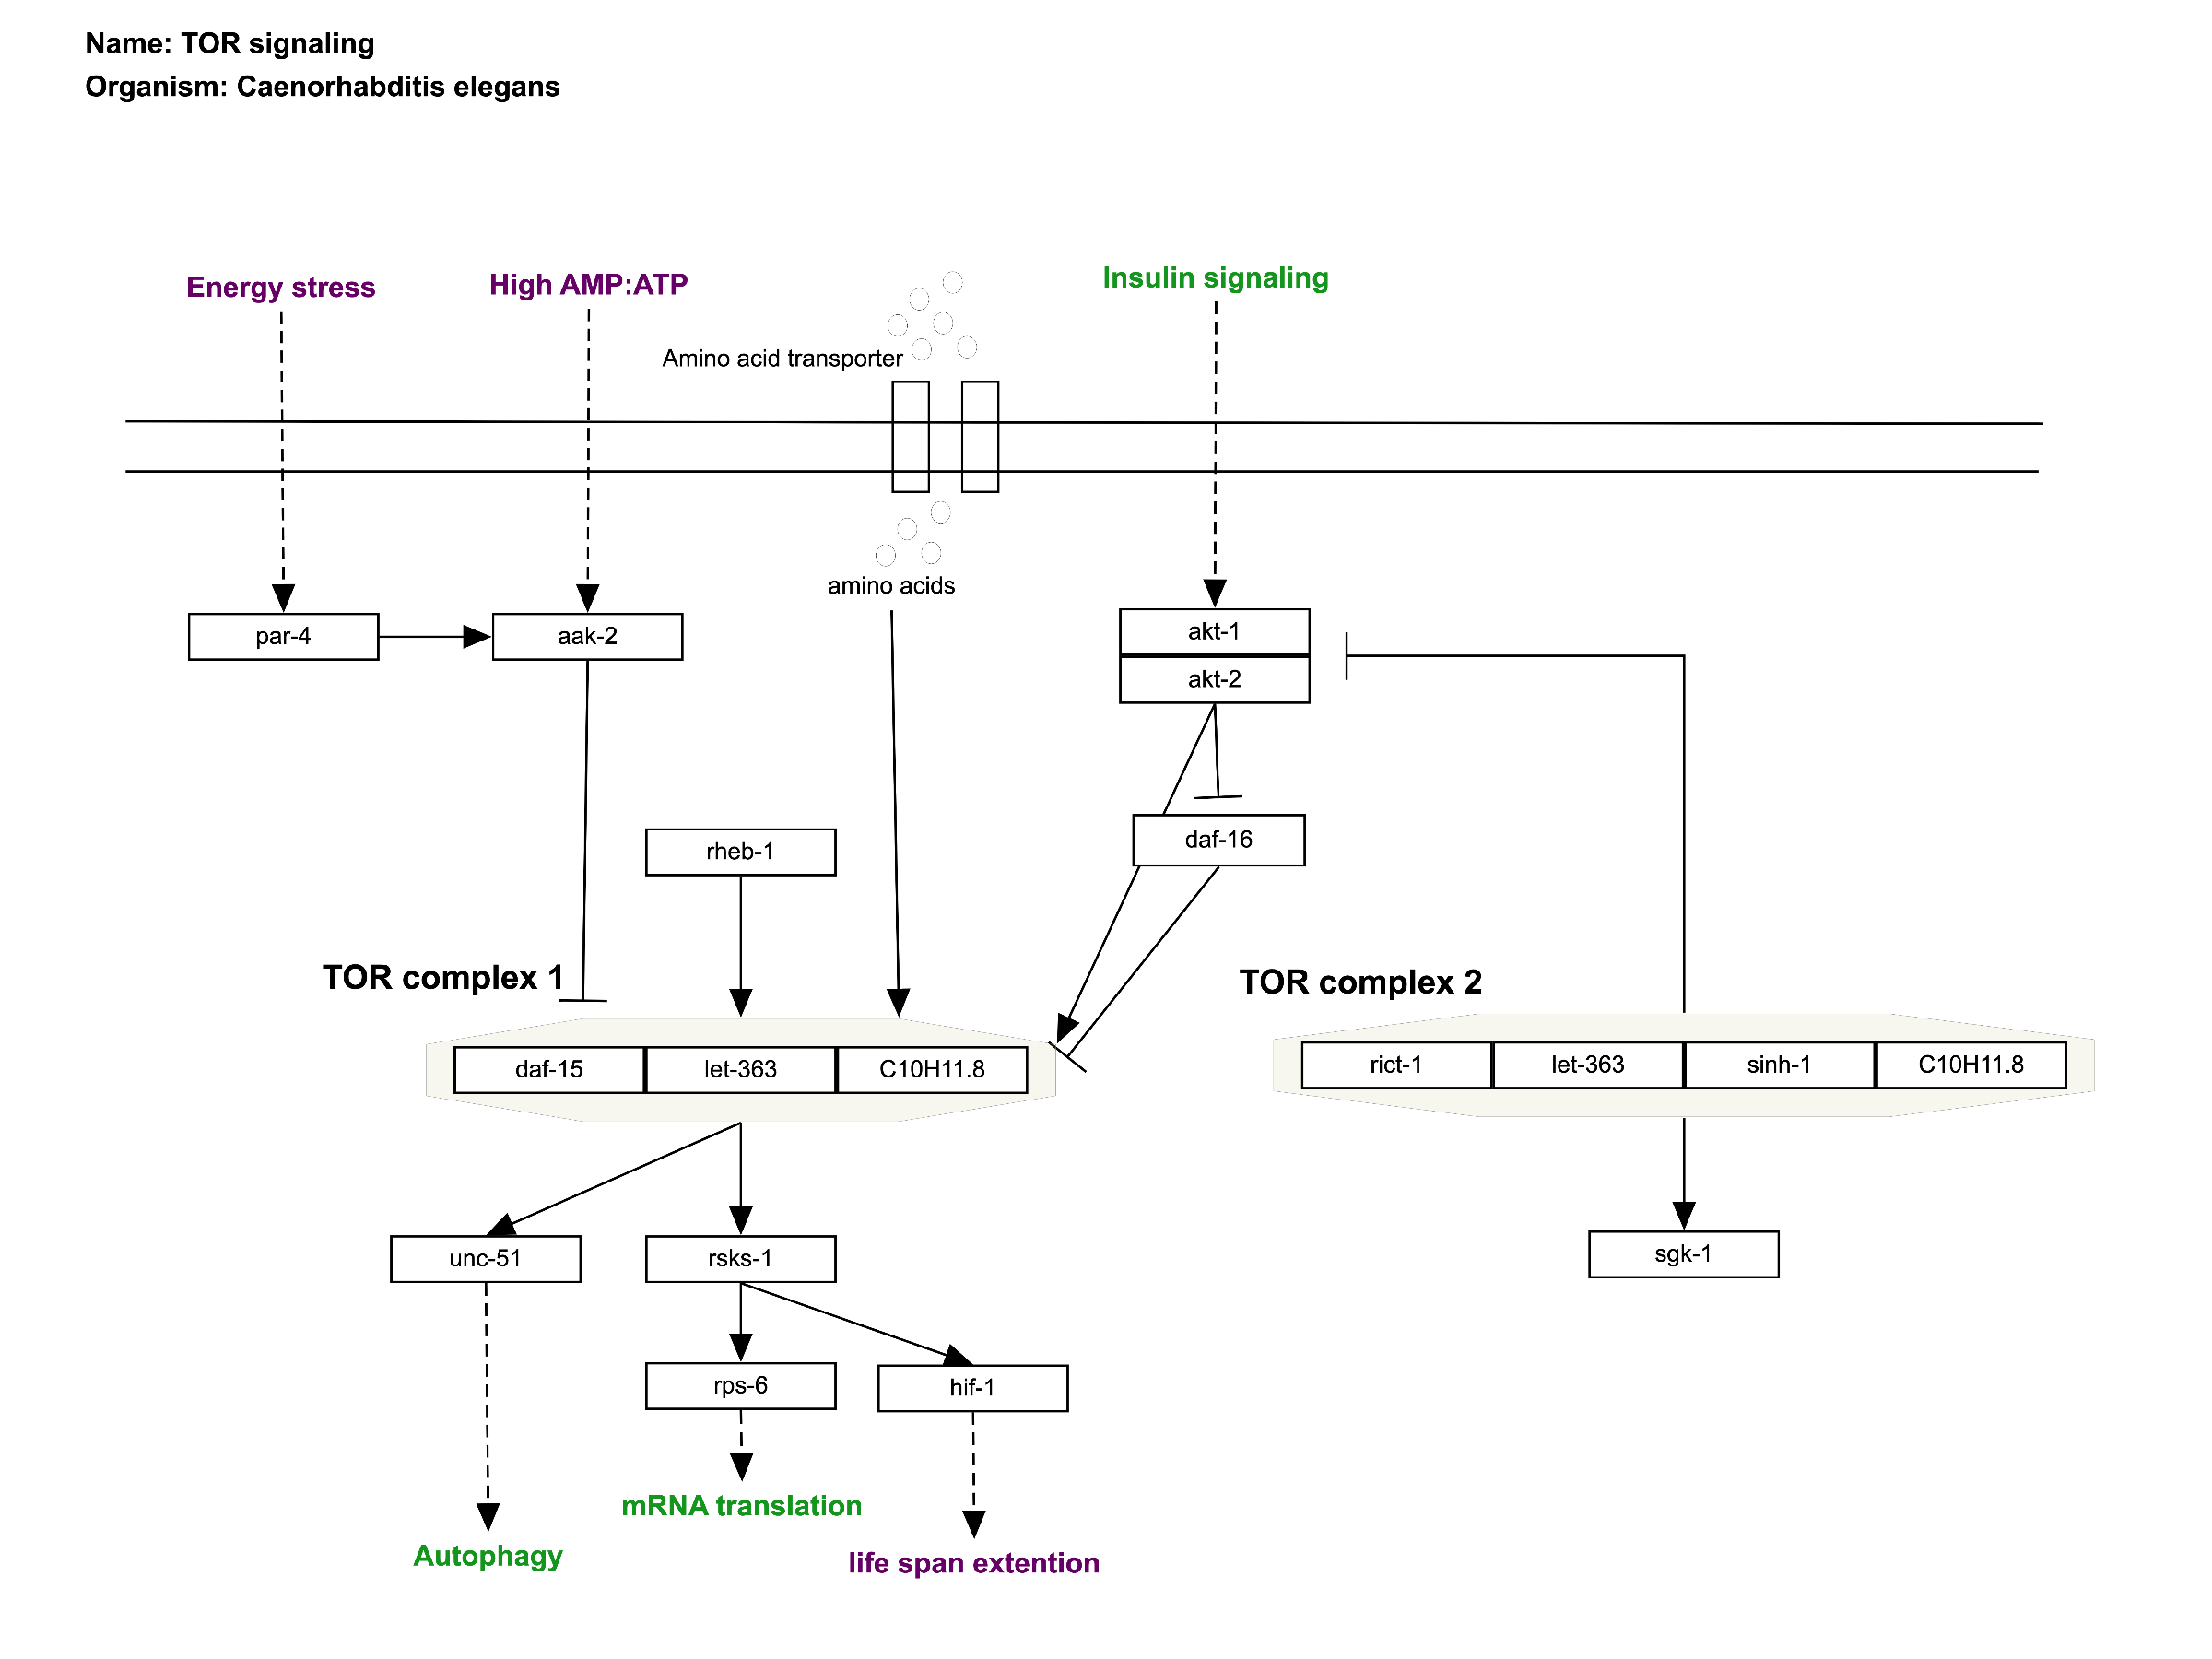 Name: TOR signaling
Organism: Caenorhabditis elegans
Energy stress
High AMP:ATP
Insulin signaling
Amino acid transporter
amino acids
par-4
aak-2
akt-1
akt-2
daf-16
rheb-1
TOR complex 1
TOR complex 2
daf-15
let-363
C10H11.8
rict-1
let-363
sinh-1
C10H11.8
unc-51
rsks-1
sgk-1
rps-6
hif-1
mRNA translation
Autophagy
life span extention